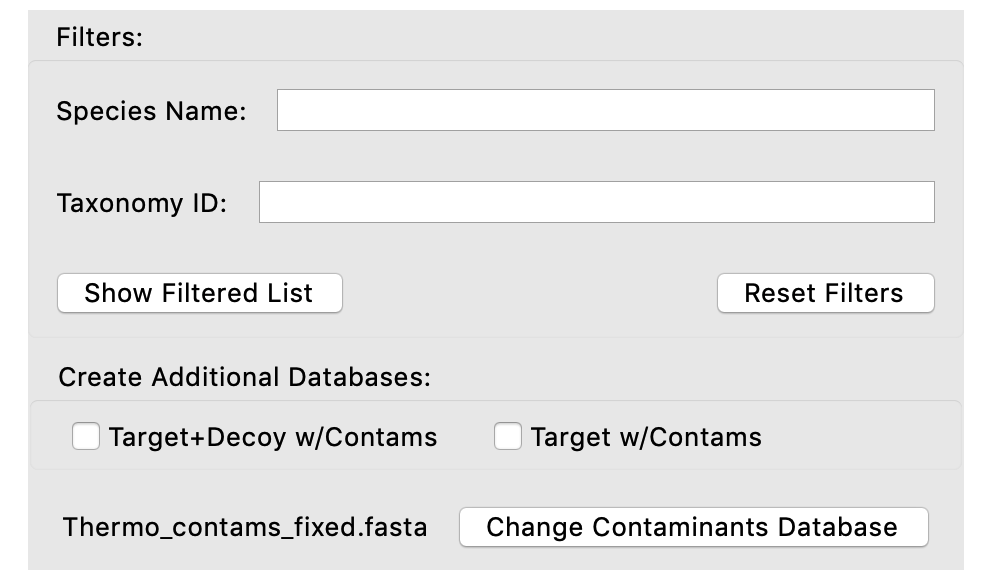 Filters:
Species Name:
Taxonomy ID:
Show Filtered List Reset Filters
Create Additional Databases:
Target+Decoy w/Contams Target w/Contams
Thermo_contams_fixed.fasta Change Contaminants Database